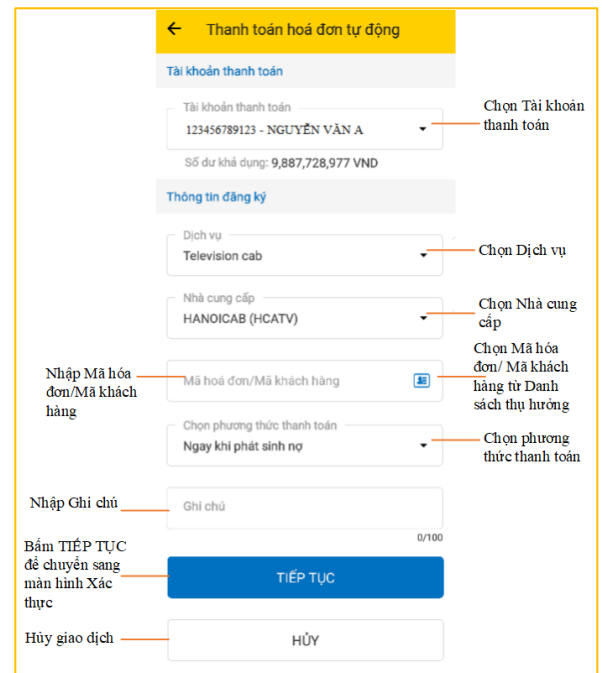 Thanh toán hoá đơn tự động
Tài khoản thanh toán
Tài khoản thanh toán
123456789123 - NGUYỄN VĂN A
Chọn Tài khoản
thanh toán
Số dư khả dụng: 9,887,728,977 VND
Thông tin đăng ký
Dịch vụ
Television cab
Chọn Dịch vụ
Nhà cung cấp
HANOICAB (HCATV)
Chọn Nhà cung
cấp
Nhập Mã hóa
đơn/Mã khách
hàng
Mã hoá đơn/Mã khách hàng
Chọn Mã hóa
đơn/ Mã khách
hàng từ Danh
sách thụ hưởng
Chọn phương thức thanh toán
Ngay khi phát sinh nợ
Chọn phương
thức thanh toán
Nhập Ghi chú
Ghi chú
0/100
Bấm TIẾP TỤC
để chuyển sang
màn hình Xác
thực
TIẾP TỤC
Hủy giao dịch
HỦY